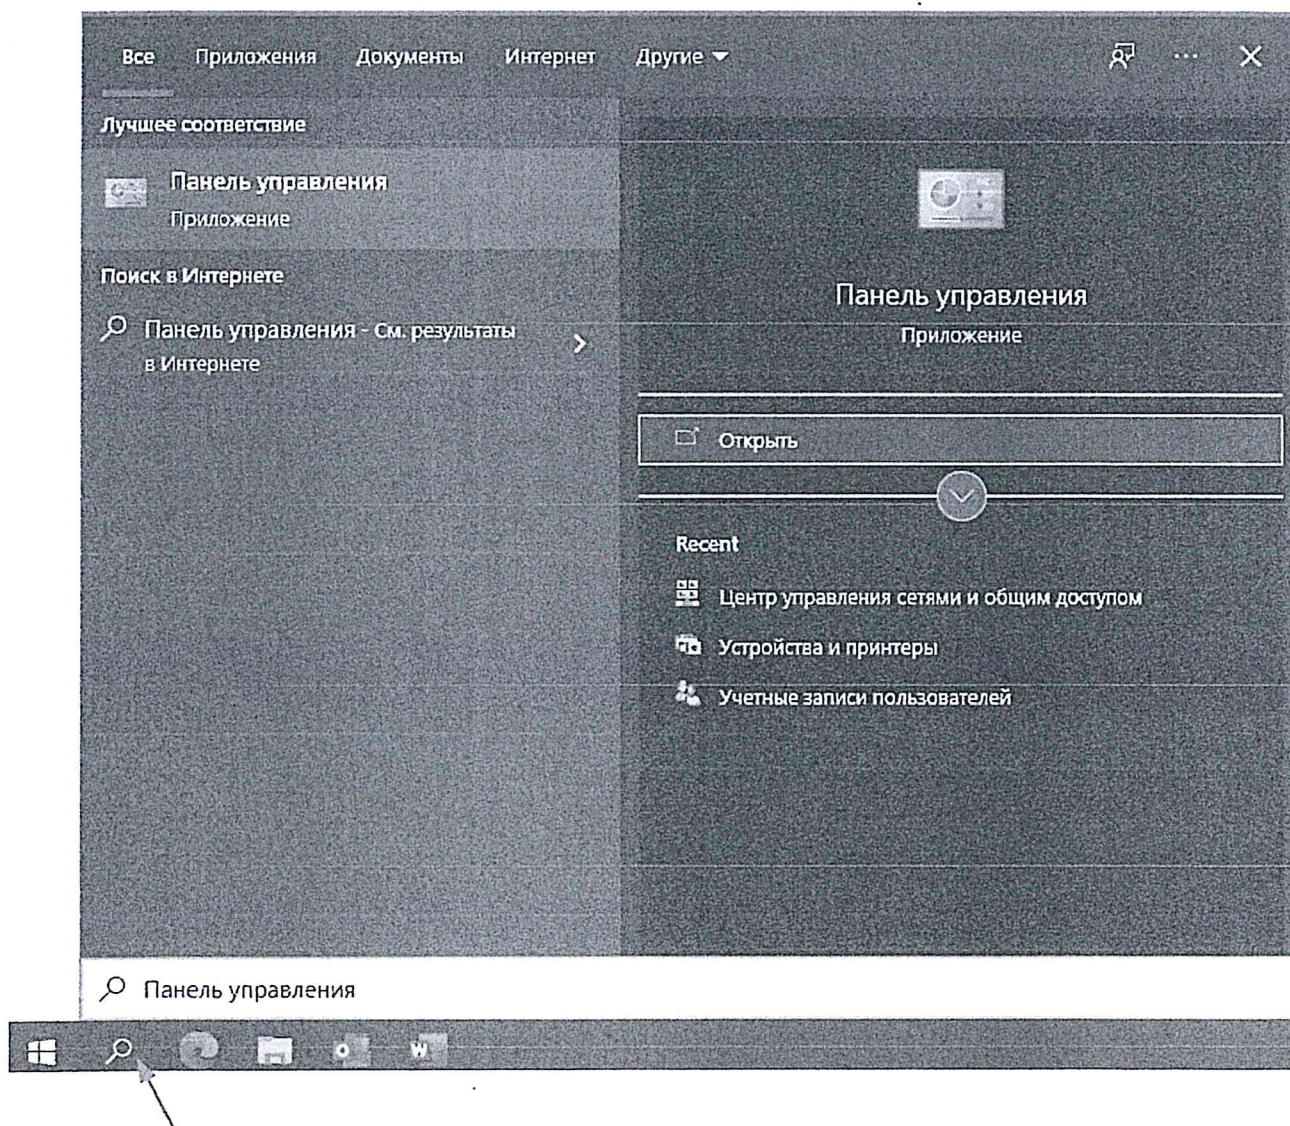 Все Приложения Документы Интернет Другие
Лучшее соответствие
Панель управления
Приложение
Поиск в Интернете
Панель управления - См. результаты
в Интернете
Панель управления
Приложение
Открыть
Recent
Центр управления сетями и общим доступом
Устройства и принтеры
Учетные записи пользователей
Панель управления
o W